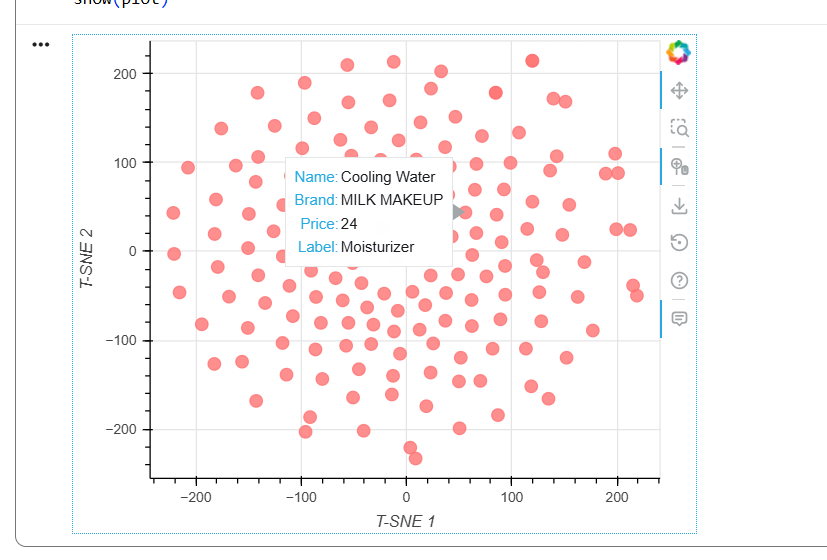 show(plot)
•••
200
100
0
−100
−200
T-SNE 2
Name: Cooling Water
Brand: MILK MAKEUP
Price: 24
Label: Moisturizer
−200
−100
0
100
200
T-SNE 1